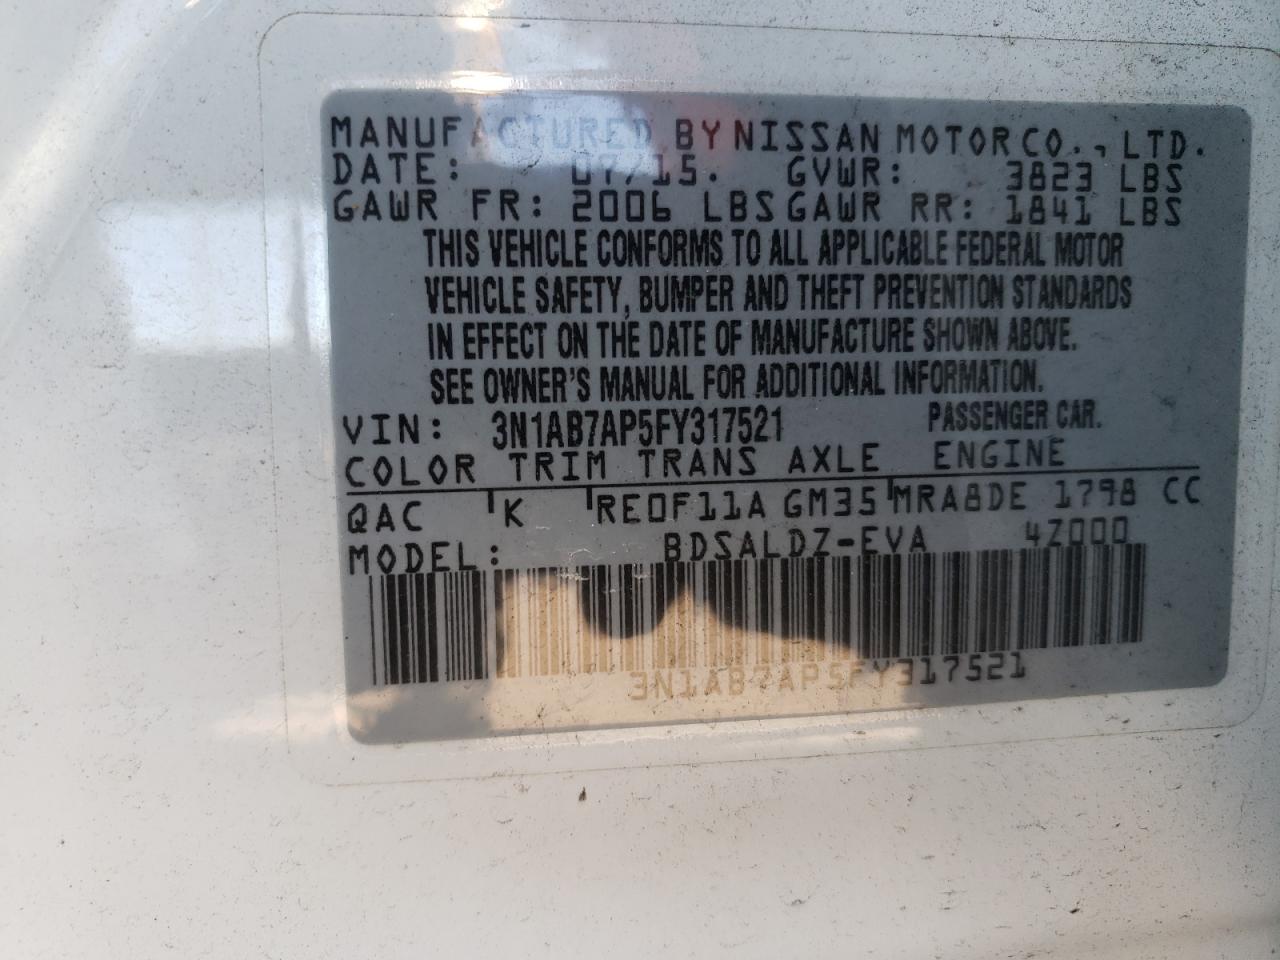 MANUFACTURED BY NISSAN MOTOR CO., LTD.
DATE: 07/15. GVWR: 3823 LBS
GAWR FR: 2006 LBS GAWR RR: 1841 LBS
THIS VEHICLE CONFORMS TO ALL APPLICABLE FEDERAL MOTOR
VEHICLE SAFETY, BUMPER AND THEFT PREVENTION STANDARDS
IN EFFECT ON THE DATE OF MANUFACTURE SHOWN ABOVE.
SEE OWNER'S MANUAL FOR ADDITIONAL INFORMATION.
VIN: 3N1AB7AP5FY317521 PASSENGER CAR.
COLOR TRIM TRANS AXLE ENGINE
QAC K RE0F11A GM35 MRA8DE 1798 CC
MODEL: BDSALDZ-EVA 4Z000
3N1AB7AP5FY317521